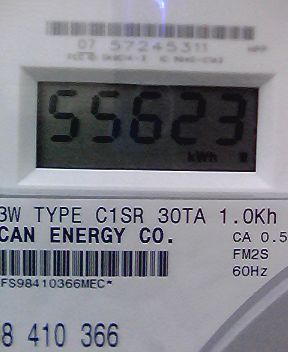 07 57245311
55623
kWh
3W TYPE C1SR 30TA 1.0Kh
CAN ENERGY CO. CA 0.5
FM2S
60Hz
FS98410366MEC*
8 410 366